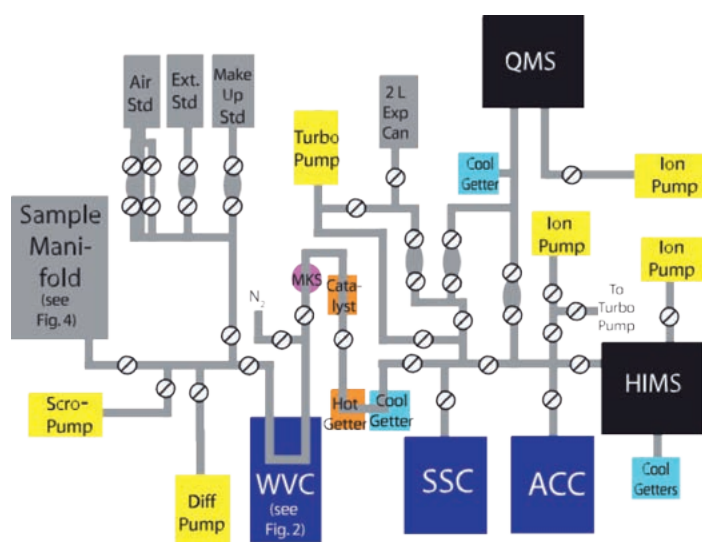 QMS
Air
Std
Ext.
Std
Make
Up
Std
2 L
Exp
Can
Turbo
Pump
Cool
Getter
Ion
Pump
Sample
Mani-
fold
(see
Fig. 4)
Ion
Pump
Ion
Pump
MKS
Cata-
lyst
N2
To
Turbo
Pump
HIMS
Scro-
Pump
Hot
Getter
Cool
Getter
WVC
(see
Fig. 2)
SSC
ACC
Cool
Getters
Diff
Pump